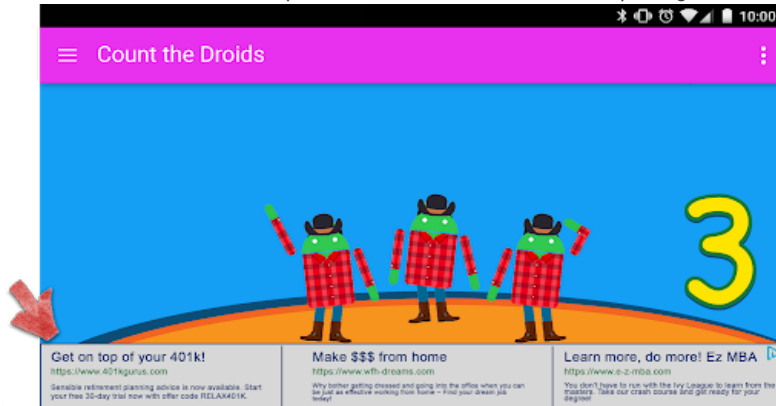 10:00
Count the Droids
3
Get on top of your 401k!
https://www.401kgurus.com
Sensible retirement planning advice is now available. Start
your free 30-day trial now with offer code RELAX401K.
Make $$$ from home
https://www.wfh-dreams.com
Why bother getting dressed and going into the office when you can
be just as effective working from home – Find your dream job
today!
Learn more, do more! Ez MBA
https://www.e-z-mba.com
You don't have to run with the Ivy League to learn from the
masters. Take our crash course and get ready for your
degree!